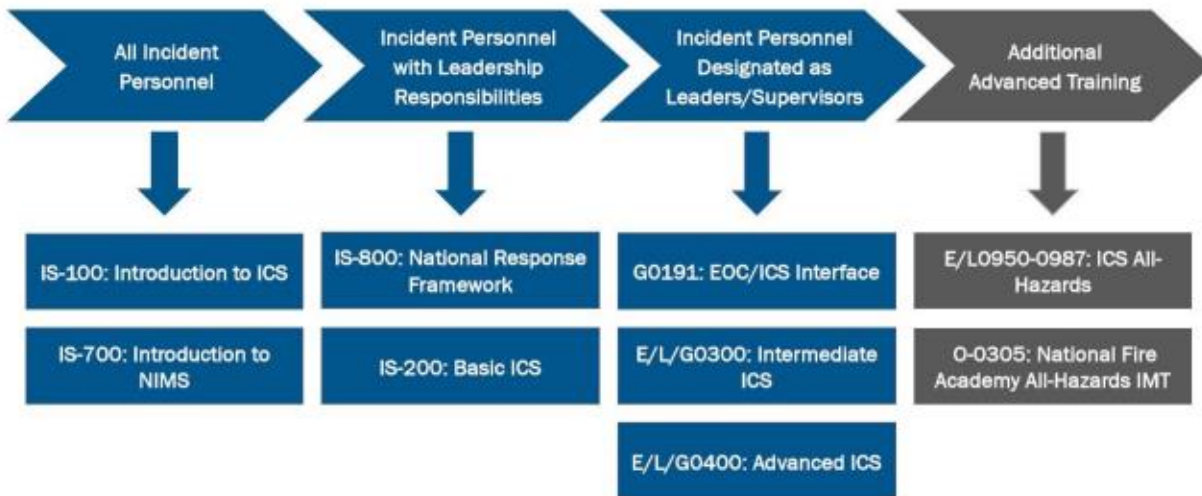 All Incident
Personnel
Incident Personnel
with Leadership
Responsibilities
Incident Personnel
Designated as
Leaders/Supervisors
Additional
Advanced Training
IS-100: Introduction to ICS
IS-700: Introduction to
NIMS
IS-800: National Response
Framework
IS-200: Basic ICS
G0191: EOC/ICS Interface
E/L/G0300: Intermediate
ICS
E/L/G0400: Advanced ICS
E/L0950-0987: ICS All-
Hazards
O-0305: National Fire
Academy All-Hazards IMT